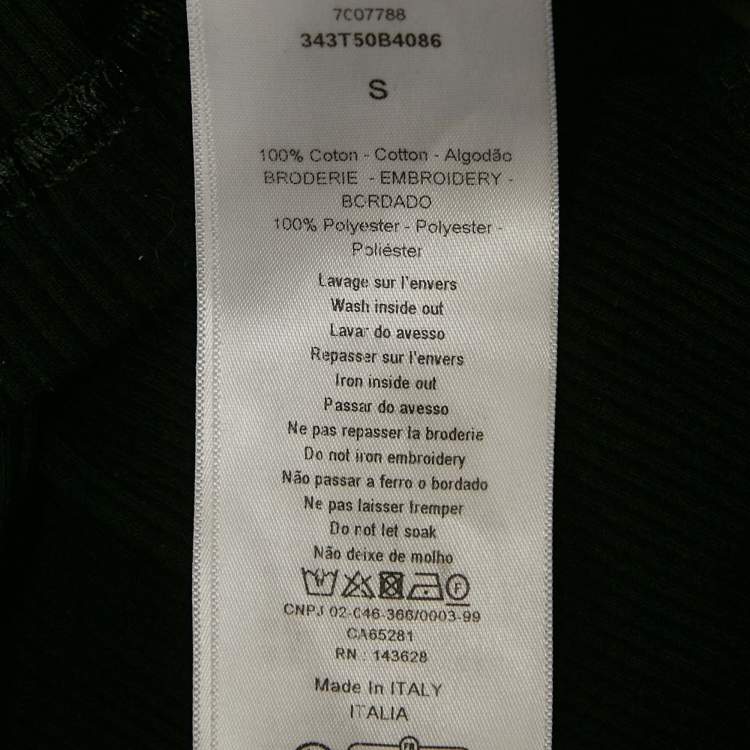 7C07788
343T50B4086
S
100% Coton - Cotton - Algodão
BRODERIE - EMBROIDERY -
BORDADO
100% Polyester - Polyester -
Poliéster
Lavage sur l'envers
Wash inside out
Lavar do avesso
Repasser sur l'envers
Iron inside out
Passar do avesso
Ne pas repasser la broderie
Do not iron embroidery
Não passar a ferro o bordado
Ne pas laisser tremper
Do not let soak
Não deixe de molho
F
CNPJ 02-046-366/0003-99
CA65281
RN : 143628
Made In ITALY
ITALIA
FR